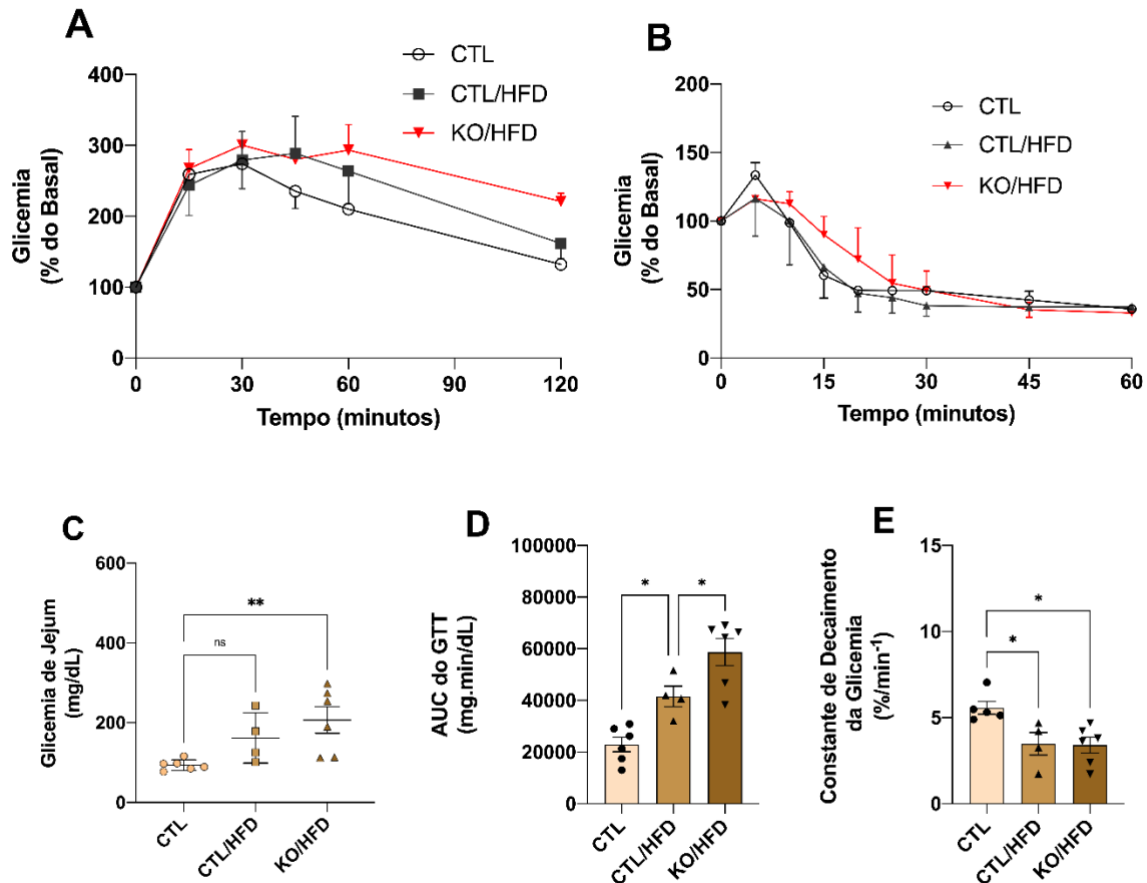 A
CTL
CTL/HFD
KO/HFD
Glicemia
(% do Basal)
400
300
200
100
0
0
30
60
90
120
Tempo (minutos)
B
CTL
CTL/HFD
KO/HFD
Glicemia
(% do Basal)
200
150
100
50
0
0
15
30
45
60
Tempo (minutos)
C
Glicemia de Jejum
(mg/dL)
600
400
200
0
**
ns
CTL
CTL/HFD
KO/HFD
D
AUC do GTT
(mg.min/dL)
100000
80000
60000
40000
20000
0
*
*
CTL
CTL/HFD
KO/HFD
E
Constante de Decaimento
da Glicemia
(%/min⁻¹)
15
10
5
0
*
*
CTL
CTL/HFD
KO/HFD